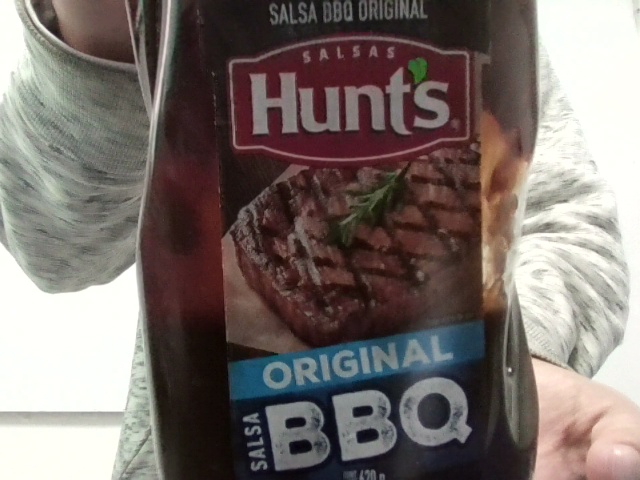 SALSA BBQ ORIGINAL
SALSAS
Hunt's
ORIGINAL
SALSA
BBQ